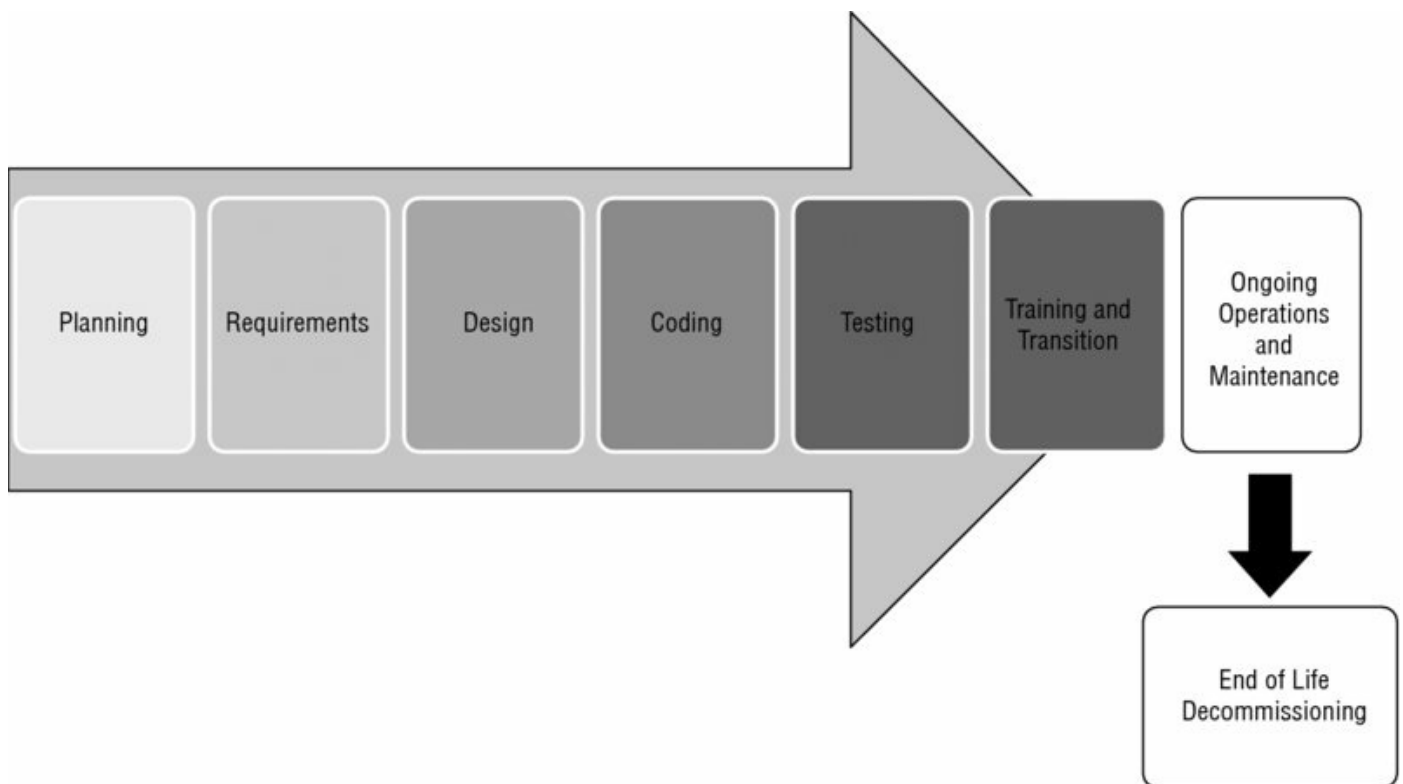 Planning
Requirements
Design
Coding
Testing
Training and
Transition
Ongoing
Operations
and
Maintenance
End of Life
Decommissioning